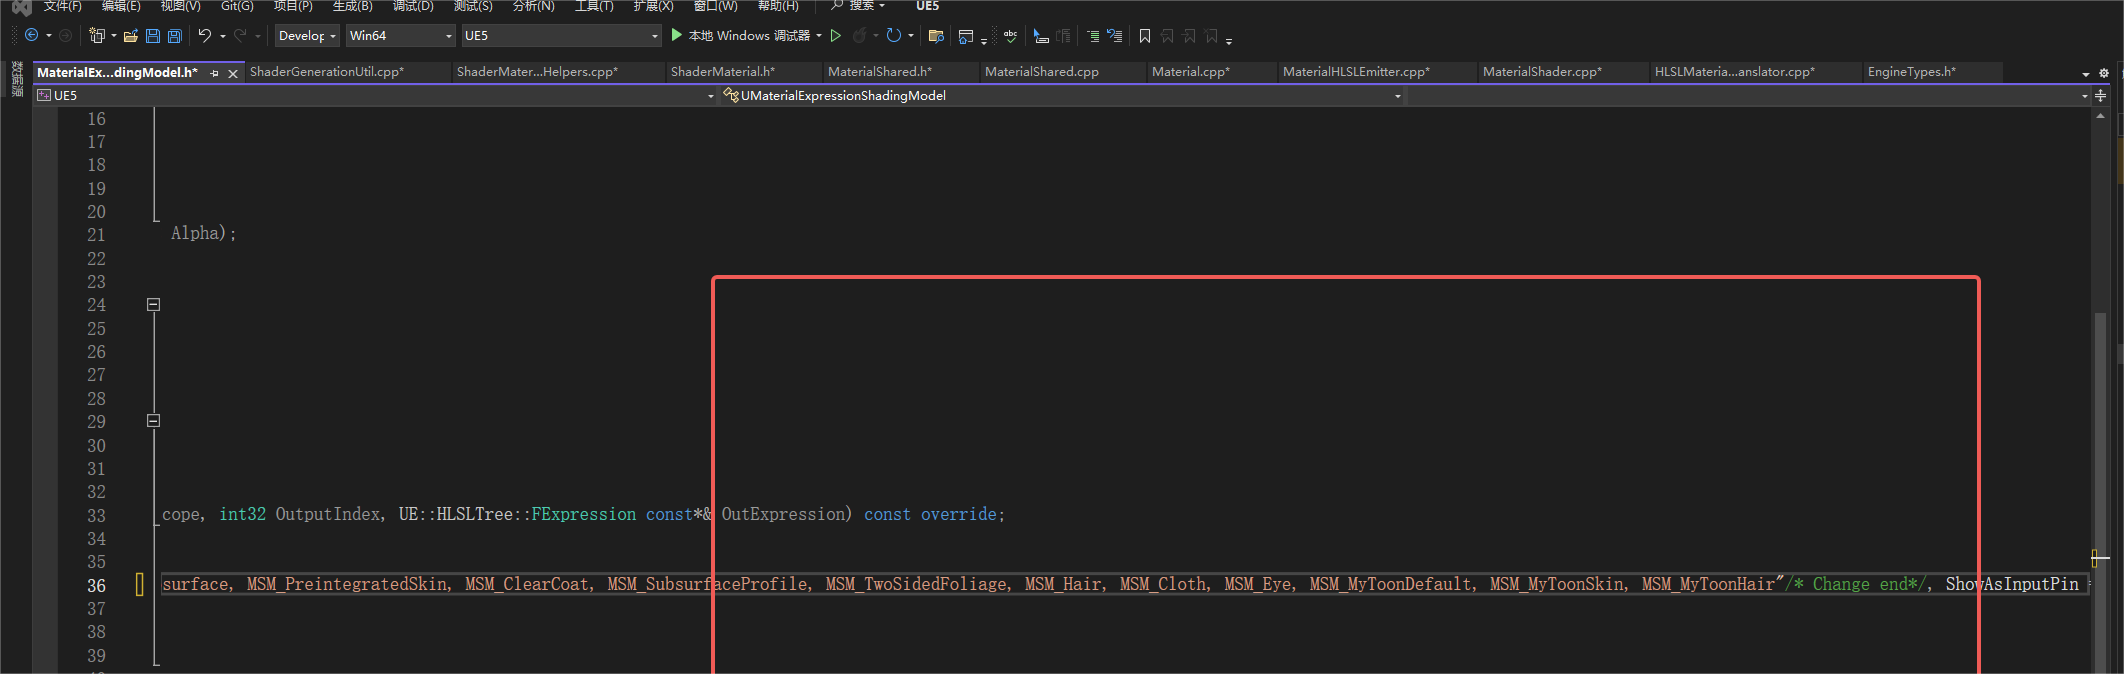 文件(F) 编辑(E) 视图(V) Git(G) 项目(P) 生成(B) 调试(D) 测试(S) 分析(N) 工具(T) 扩展(X) 窗口(W) 帮助(H) 搜索 UE5
Develop Win64 UE5 本地 Windows 调试器
数据源
MaterialEx...dingModel.h* ShaderGenerationUtil.cpp* ShaderMater...Helpers.cpp* ShaderMaterial.h* MaterialShared.h* MaterialShared.cpp Material.cpp* MaterialHLSLEmitter.cpp* MaterialShader.cpp* HLSLMateria...anslator.cpp* EngineTypes.h*
UE5 UMaterialExpressionShadingModel
16
17
18
19
20
21 Alpha);
22
23
24
25
26
27
28
29
30
31
32
33 cope, int32 OutputIndex, UE::HLSLTree::FExpression const*& OutExpression) const override;
34
35
36 surface, MSM_PreintegratedSkin, MSM_ClearCoat, MSM_SubsurfaceProfile, MSM_TwoSidedFoliage, MSM_Hair, MSM_Cloth, MSM_Eye, MSM_MyToonDefault, MSM_MyToonSkin, MSM_MyToonHair"/* Change end*/, ShowAsInputPin
37
38
39